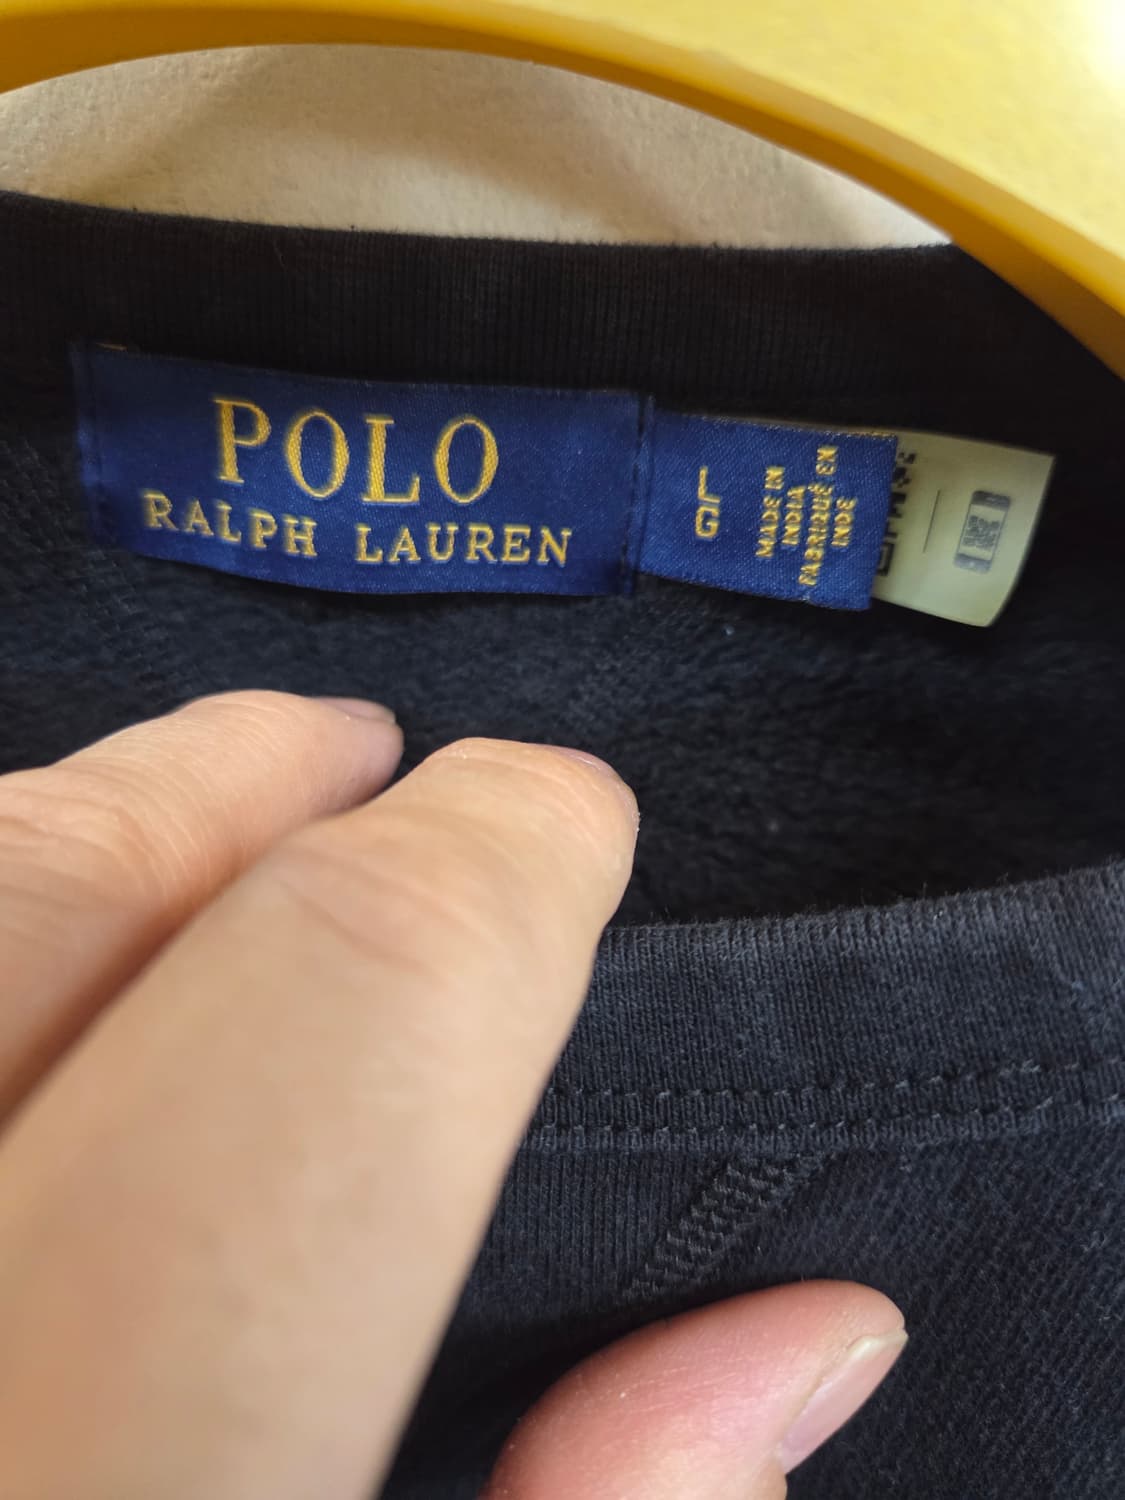 POLO
RALPH LAUREN
L
G
MADE IN
INDIA
FABRIQUÉ EN
INDE